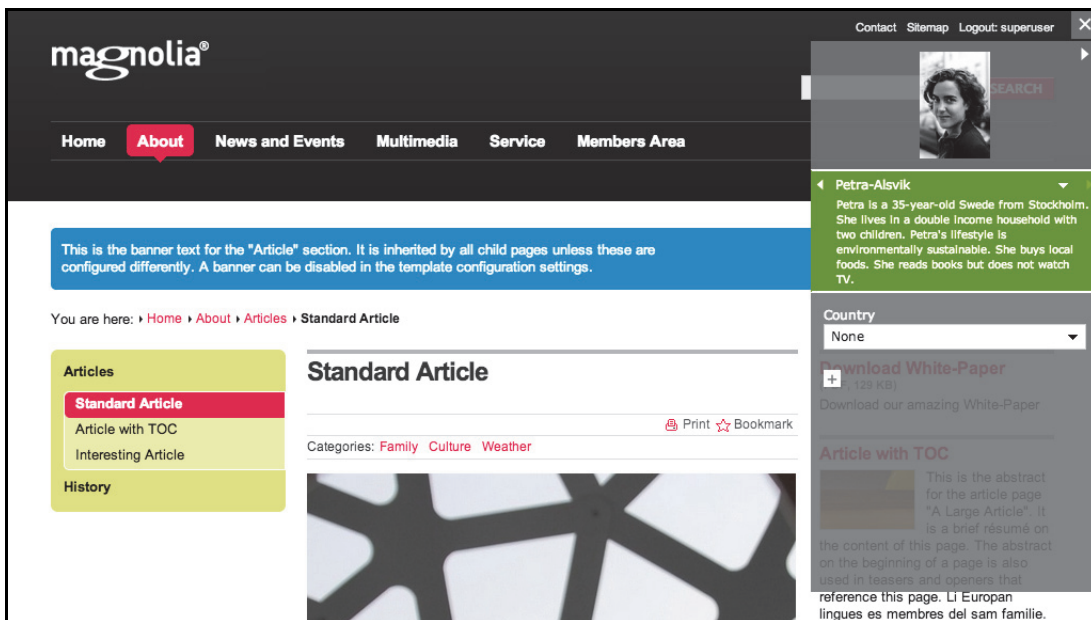 Contact Sitemap Logout: superuser
magnolia®
SEARCH
Home About News and Events Multimedia Service Members Area
Petra-Alsvik
Petra is a 35-year-old Swede from Stockholm.
She lives in a double income household with
two children. Petra's lifestyle is
environmentally sustainable. She buys local
foods. She reads books but does not watch
TV.
This is the banner text for the "Article" section. It is inherited by all child pages unless these are
configured differently. A banner can be disabled in the template configuration settings.
You are here: Home About Articles Standard Article
Country
None
Articles
Standard Article
Article with TOC
Interesting Article
History
Standard Article
Print Bookmark
Categories: Family Culture Weather
Download White-Paper
129 KB)
Download our amazing White-Paper
Article with TOC
This is the abstract
for the article page
"A Large Article". It
is a brief résumé on
the content of this page. The abstract
on the beginning of a page is also
used in teasers and openers that
reference this page. Li Europan
lingues es membres del sam familie.